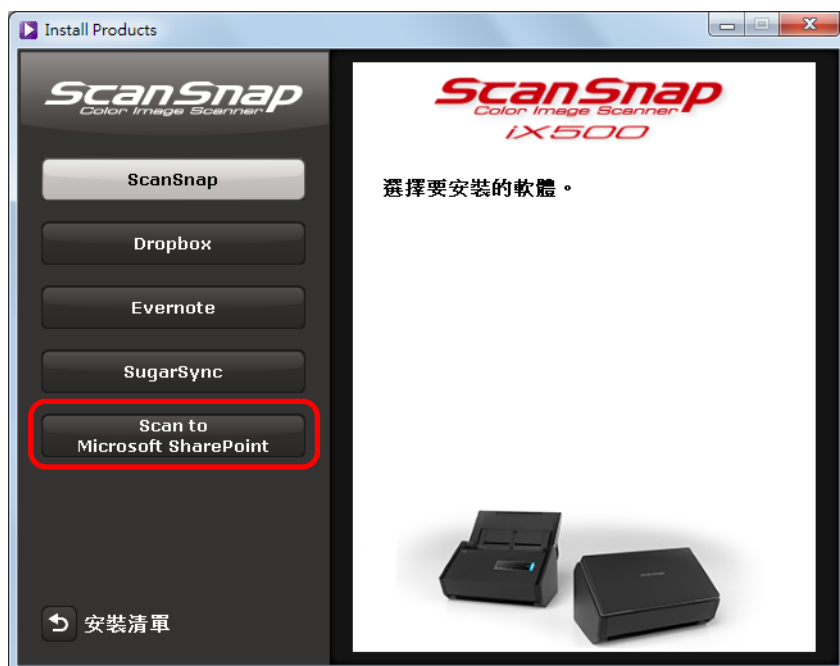 Install Products
ScanSnap
Color Image Scanner
ScanSnap
Dropbox
Evernote
SugarSync
Scan to
Microsoft SharePoint
安裝清單
ScanSnap
Color Image Scanner
iX500
選擇要安裝的軟體。